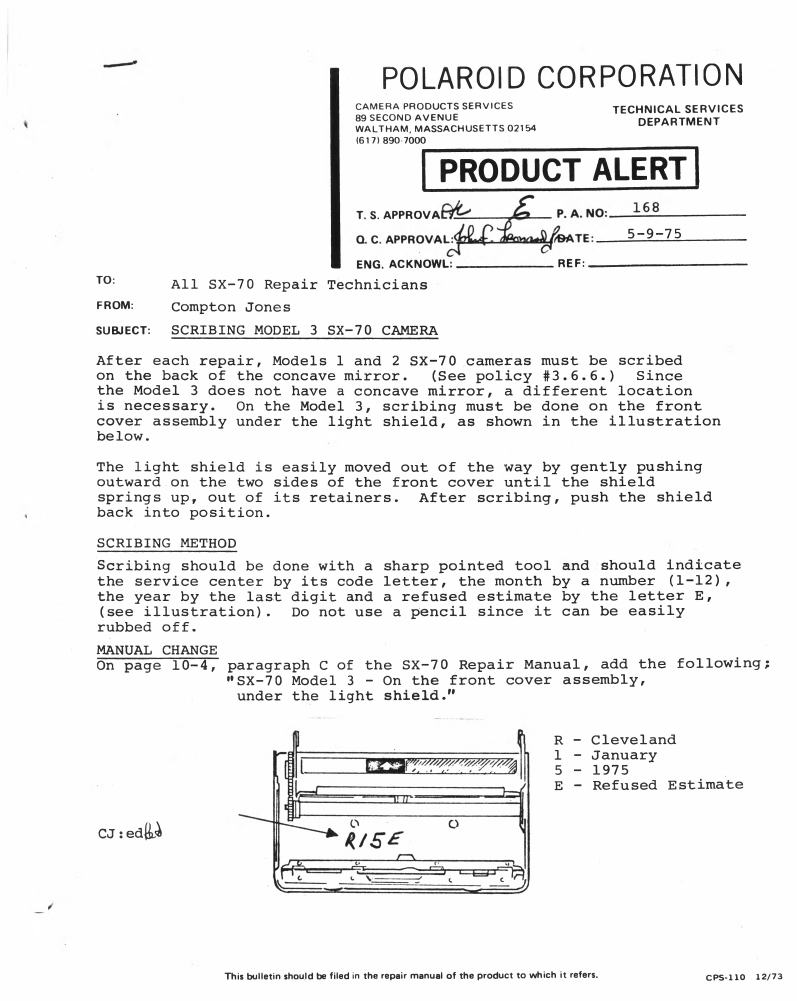 POLAROID CORPORATION
CAMERA PRODUCTS SERVICES
89 SECOND AVENUE
WALTHAM, MASSACHUSETTS 02154
(617) 890-7000
TECHNICAL SERVICES
DEPARTMENT
PRODUCT ALERT
T. S. APPROVAL: E P. A. NO: 168
Q. C. APPROVAL: John F. Leonard Jr DATE: 5-9-75
ENG. ACKNOWL: REF:
TO: All SX-70 Repair Technicians
FROM: Compton Jones
SUBJECT: SCRIBING MODEL 3 SX-70 CAMERA
After each repair, Models 1 and 2 SX-70 cameras must be scribed
on the back of the concave mirror. (See policy #3.6.6.) Since
the Model 3 does not have a concave mirror, a different location
is necessary. On the Model 3, scribing must be done on the front
cover assembly under the light shield, as shown in the illustration
below.
The light shield is easily moved out of the way by gently pushing
outward on the two sides of the front cover until the shield
springs up, out of its retainers. After scribing, push the shield
back into position.
SCRIBING METHOD
Scribing should be done with a sharp pointed tool and should indicate
the service center by its code letter, the month by a number (1-12),
the year by the last digit and a refused estimate by the letter E,
(see illustration). Do not use a pencil since it can be easily
rubbed off.
MANUAL CHANGE
On page 10-4, paragraph C of the SX-70 Repair Manual, add the following;
"SX-70 Model 3 - On the front cover assembly,
under the light shield."
R - Cleveland
1 - January
5 - 1975
E - Refused Estimate
CJ:ed
R15E
This bulletin should be filed in the repair manual of the product to which it refers.
CPS-110 12/73